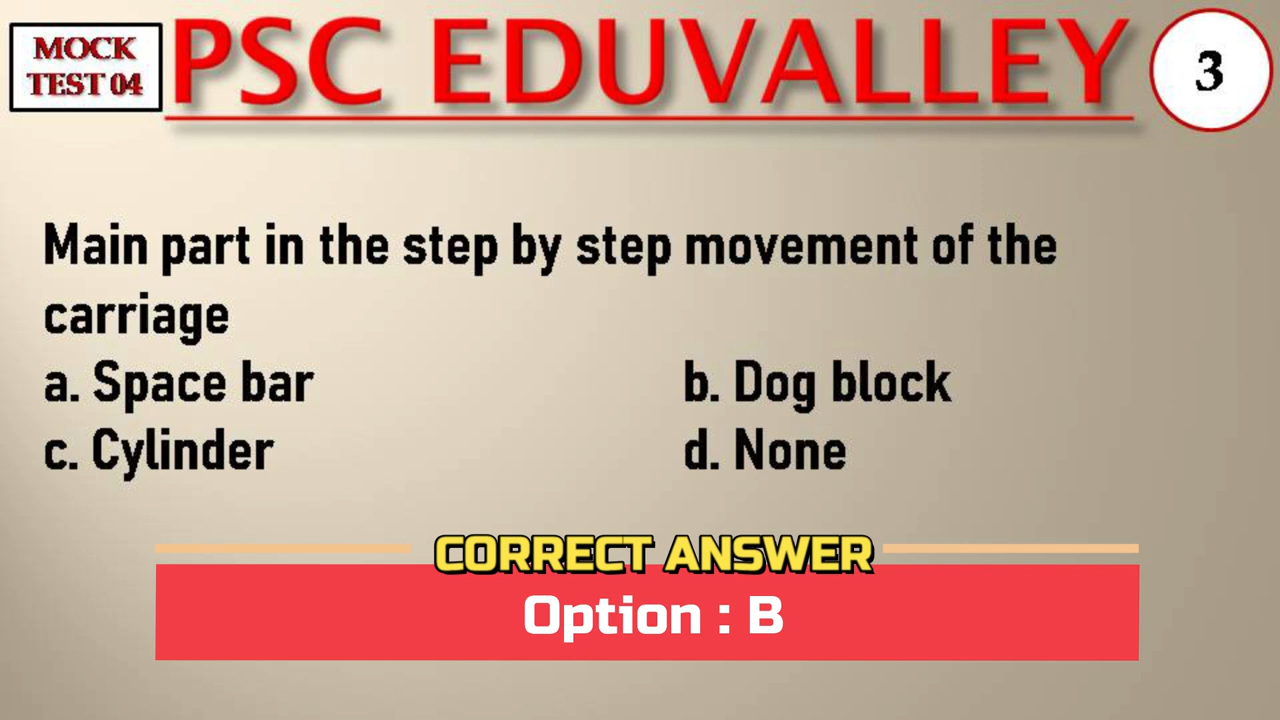 MOCK
TEST 04
PSC EDUVALLEY
3
Main part in the step by step movement of the
carriage
a. Space bar b. Dog block
c. Cylinder d. None
CORRECT ANSWER
Option : B